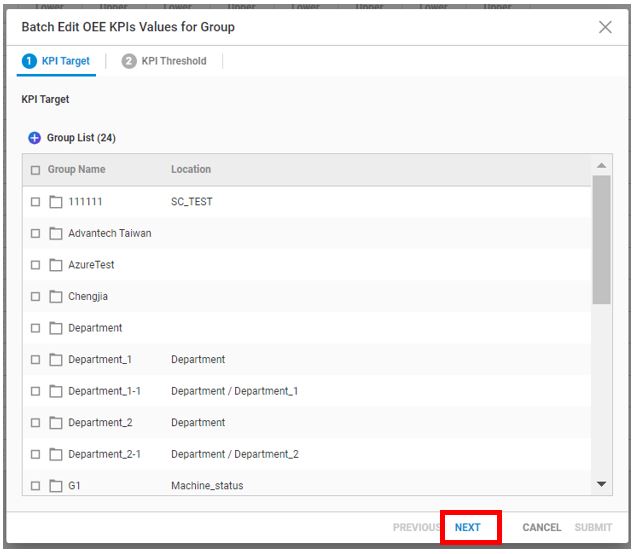 Lower Upper Lower Upper Lower Upper Lower Upper
Batch Edit OEE KPIs Values for Group
1 KPI Target 2 KPI Threshold
KPI Target
Group List (24)
Group Name Location
111111 SC_TEST
Advantech Taiwan
AzureTest
Chengjia
Department
Department_1 Department
Department_1-1 Department / Department_1
Department_2 Department
Department_2-1 Department / Department_2
G1 Machine_status
PREVIOUS NEXT CANCEL SUBMIT